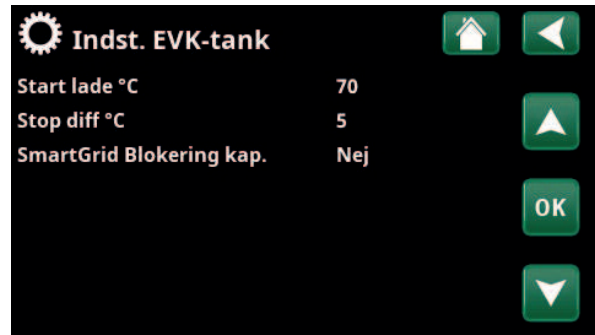 Indst. EVK-tank
Start lade °C 70
Stop diff °C 5
SmartGrid Blokering kap. Nej
OK